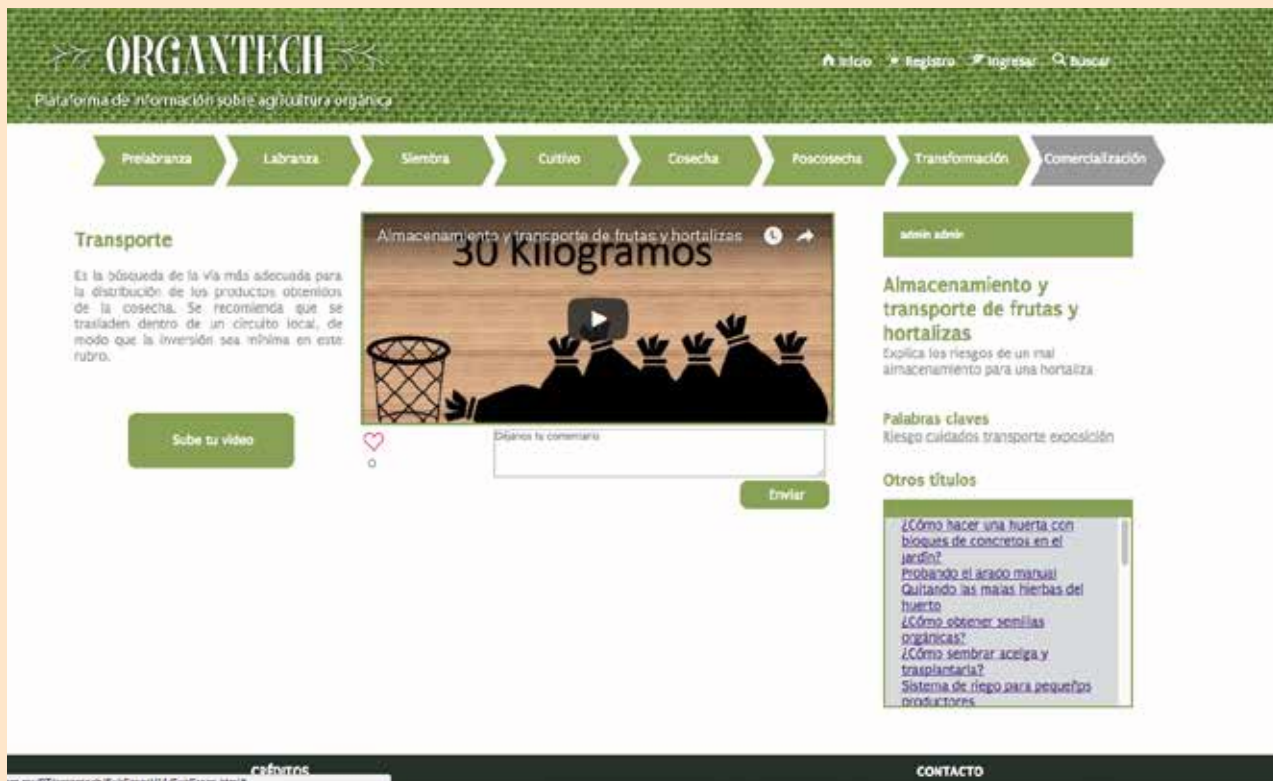 ORGANTECH
Plataforma de información sobre agricultura orgánica
Inicio Registro Ingresar Buscar
Prelabranza Labranza Siembra Cultivo Cosecha Poscosecha Transformación Comercialización
Transporte
Es la búsqueda de la vía más adecuada para
la distribución de los productos obtenidos
de la cosecha. Se recomienda que se
trasladen dentro de un circuito local, de
modo que la inversión sea mínima en este
rubro.
Sube tu video
Almacenamiento y transporte de frutas y hortalizas
30 Kilogramos
0
Déjanos tu comentario
Enviar
admin admin
Almacenamiento y
transporte de frutas y
hortalizas
Explica los riesgos de un mal
almacenamiento para una hortaliza
Palabras claves
Riesgo cuidados transporte exposición
Otros títulos
¿Cómo hacer una huerta con
bloques de concretos en el
jardín?
Probando el arado manual
Quitando las malas hierbas del
huerto
¿Cómo obtener semillas
orgánicas?
¿Cómo sembrar acelga y
trasplantarla?
Sistema de riego para pequeños
productores
CRÉDITOS
CONTACTO